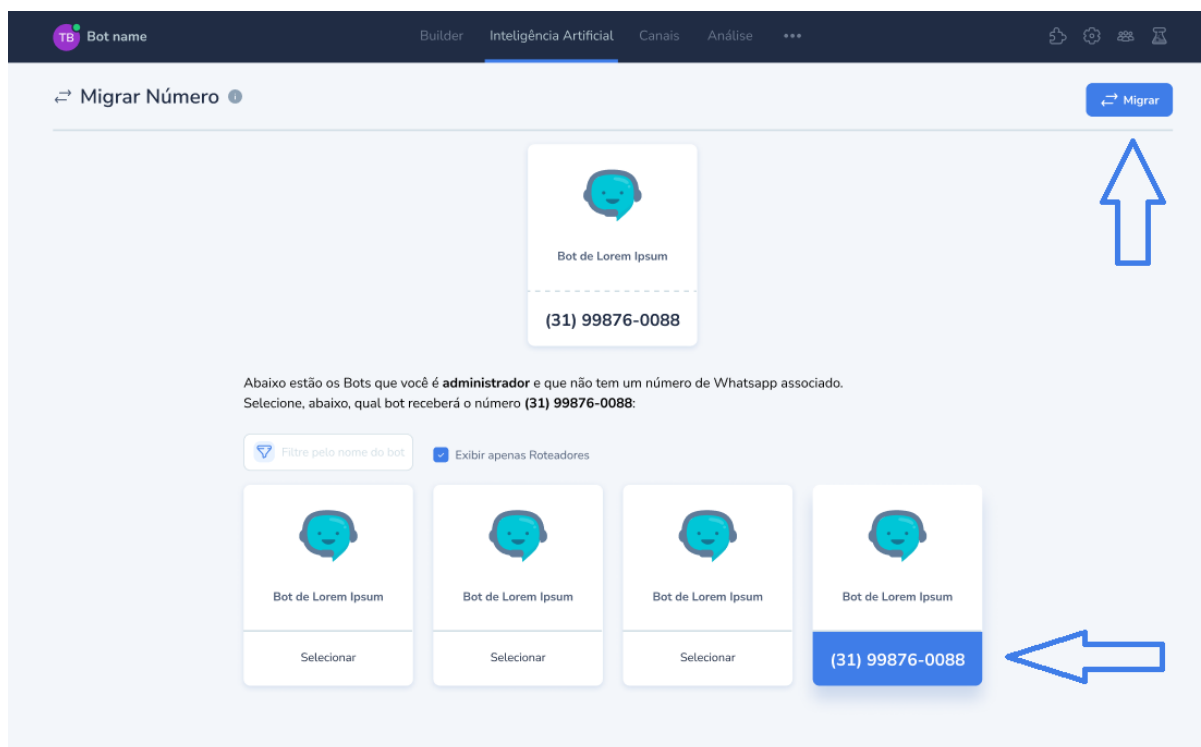 TB Bot name Builder Inteligência Artificial Canais Análise •••
Migrar Número
Migrar
Bot de Lorem Ipsum
(31) 99876-0088
Abaixo estão os Bots que você é administrador e que não tem um número de Whatsapp associado.
Selecione, abaixo, qual bot receberá o número (31) 99876-0088:
Filtre pelo nome do bot Exibir apenas Roteadores
Bot de Lorem Ipsum Bot de Lorem Ipsum Bot de Lorem Ipsum Bot de Lorem Ipsum
Selecionar Selecionar Selecionar (31) 99876-0088